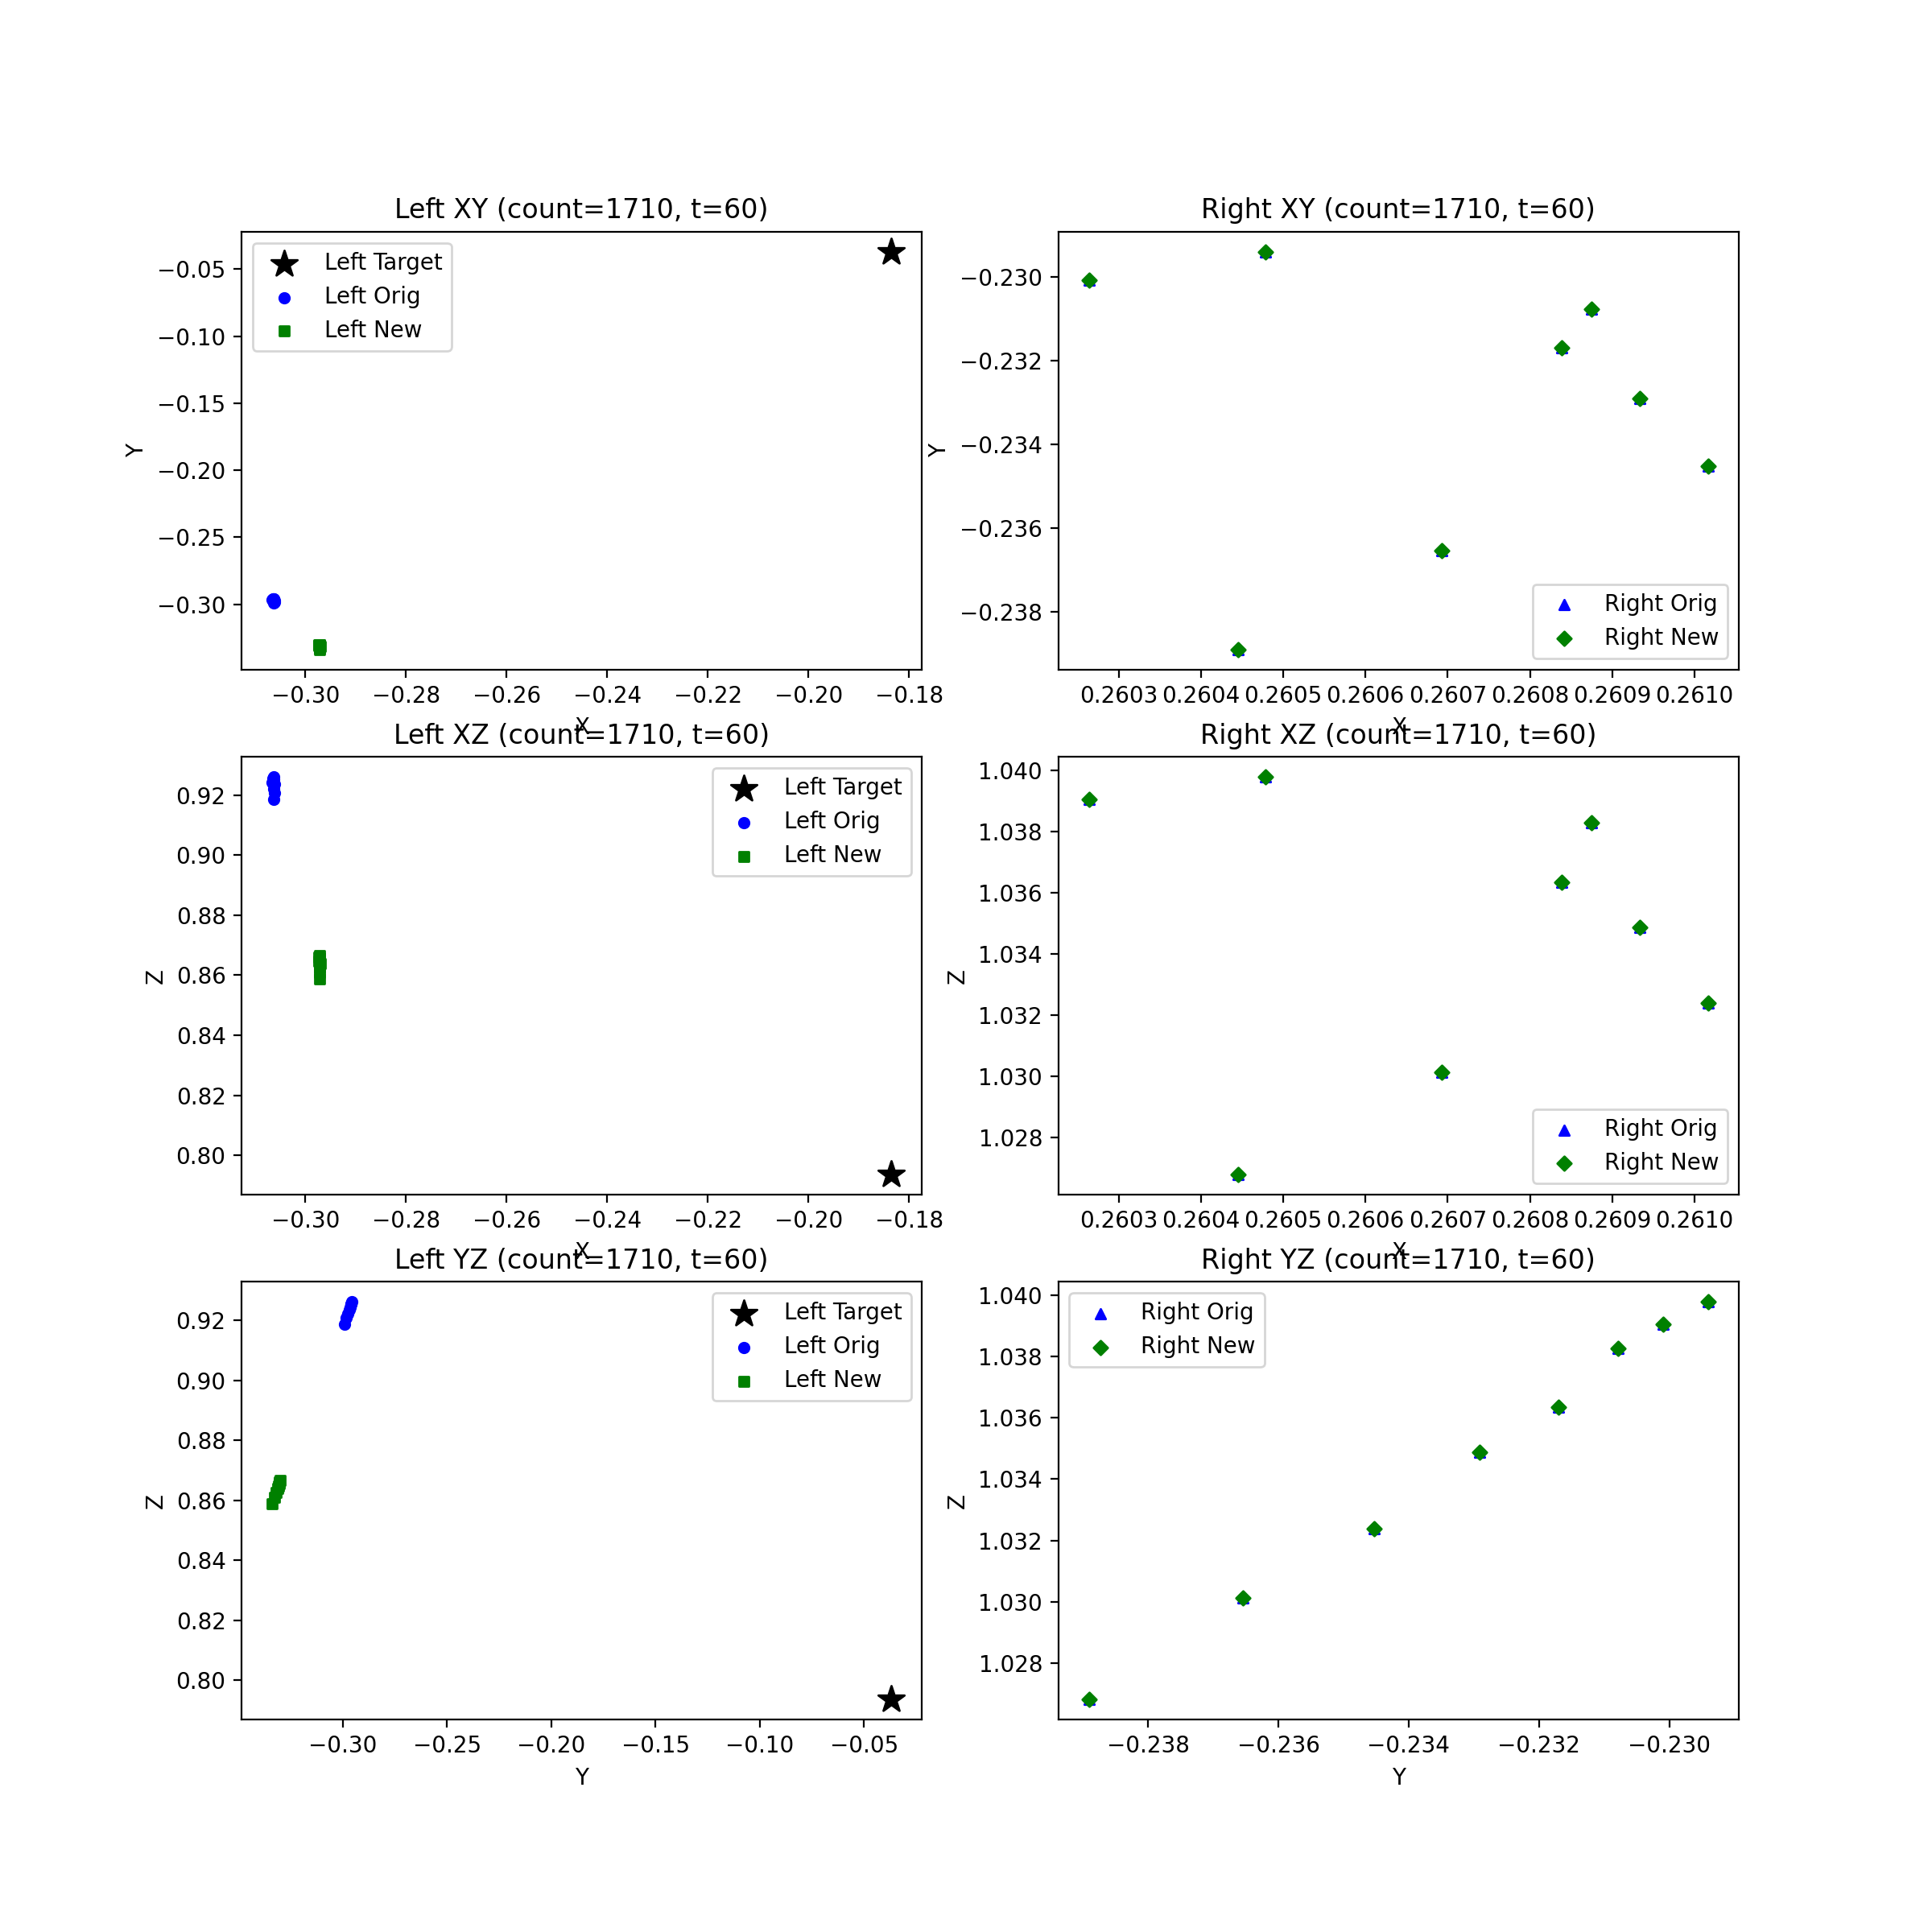 Left XY (count=1710, t=60)
Y
−0.05
−0.10
−0.15
−0.20
−0.25
−0.30
Left Target
Left Orig
Left New
−0.30 −0.28 −0.26 −0.24 −0.22 −0.20 −0.18
X
Right XY (count=1710, t=60)
Y
−0.230
−0.232
−0.234
−0.236
−0.238
Right Orig
Right New
0.2603 0.2604 0.2605 0.2606 0.2607 0.2608 0.2609 0.2610
X
Left XZ (count=1710, t=60)
Z
0.92
0.90
0.88
0.86
0.84
0.82
0.80
Left Target
Left Orig
Left New
−0.30 −0.28 −0.26 −0.24 −0.22 −0.20 −0.18
X
Right XZ (count=1710, t=60)
Z
1.040
1.038
1.036
1.034
1.032
1.030
1.028
Right Orig
Right New
0.2603 0.2604 0.2605 0.2606 0.2607 0.2608 0.2609 0.2610
X
Left YZ (count=1710, t=60)
Z
0.92
0.90
0.88
0.86
0.84
0.82
0.80
Left Target
Left Orig
Left New
−0.30 −0.25 −0.20 −0.15 −0.10 −0.05
Y
Right YZ (count=1710, t=60)
Z
1.040
1.038
1.036
1.034
1.032
1.030
1.028
Right Orig
Right New
−0.238 −0.236 −0.234 −0.232 −0.230
Y